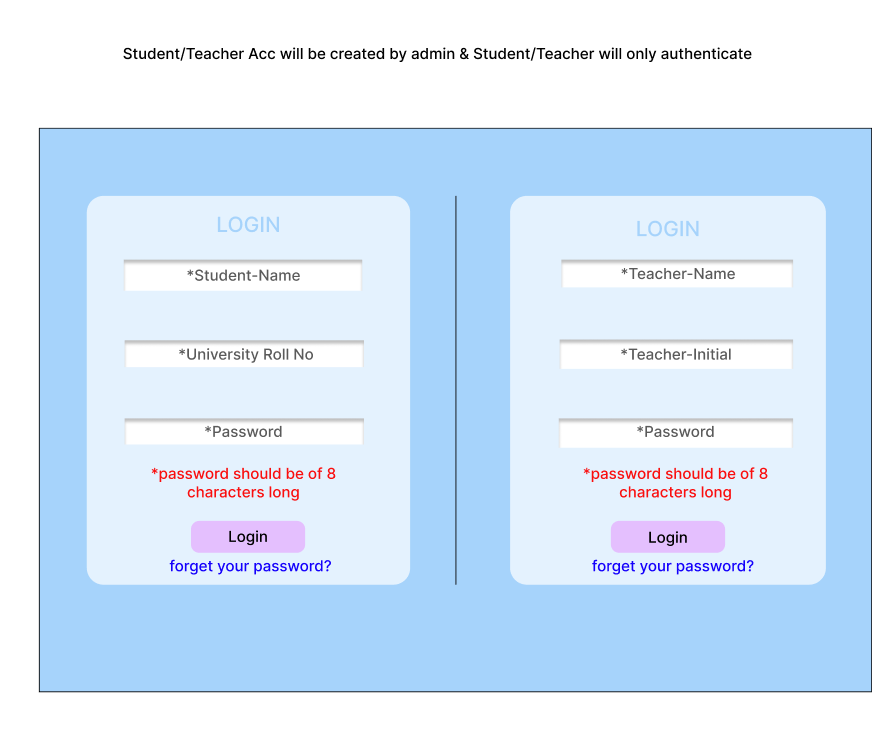 Student/Teacher Acc will be created by admin & Student/Teacher will only authenticate
LOGIN
*Student-Name
*University Roll No
*Password
*password should be of 8
characters long
Login
forget your password?
LOGIN
*Teacher-Name
*Teacher-Initial
*Password
*password should be of 8
characters long
Login
forget your password?